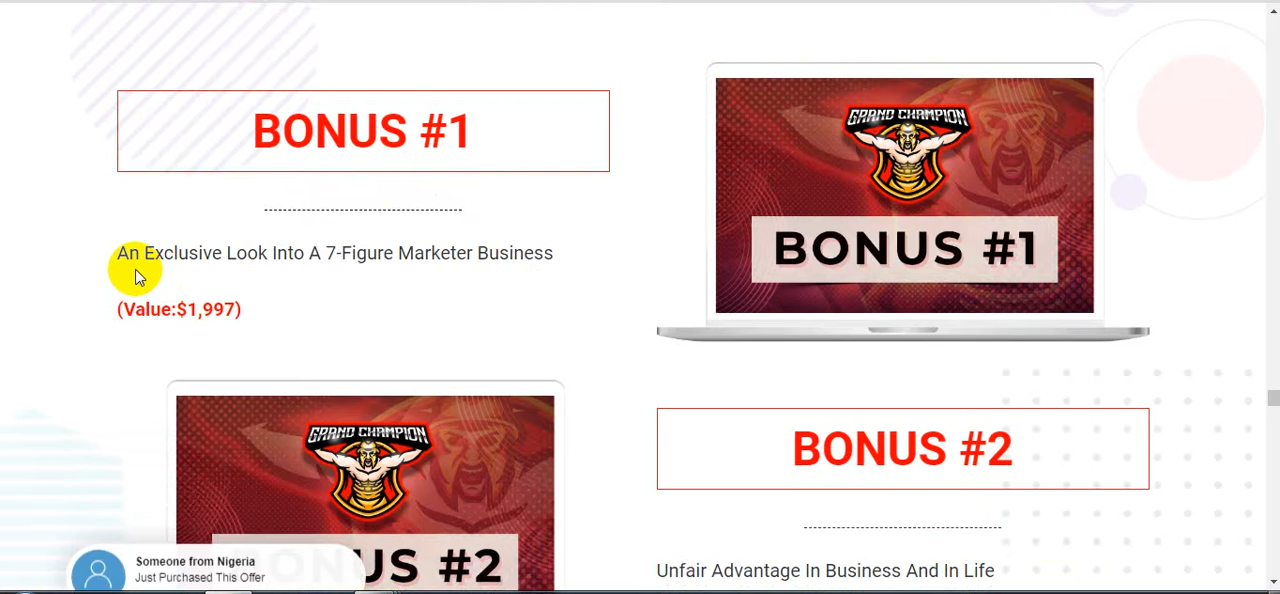 BONUS #1
An Exclusive Look Into A 7-Figure Marketer Business
(Value:$1,997)
GRAND CHAMPION
BONUS #1
GRAND CHAMPION
BONUS #2
BONUS #2
Unfair Advantage In Business And In Life
Someone from Nigeria
Just Purchased This Offer